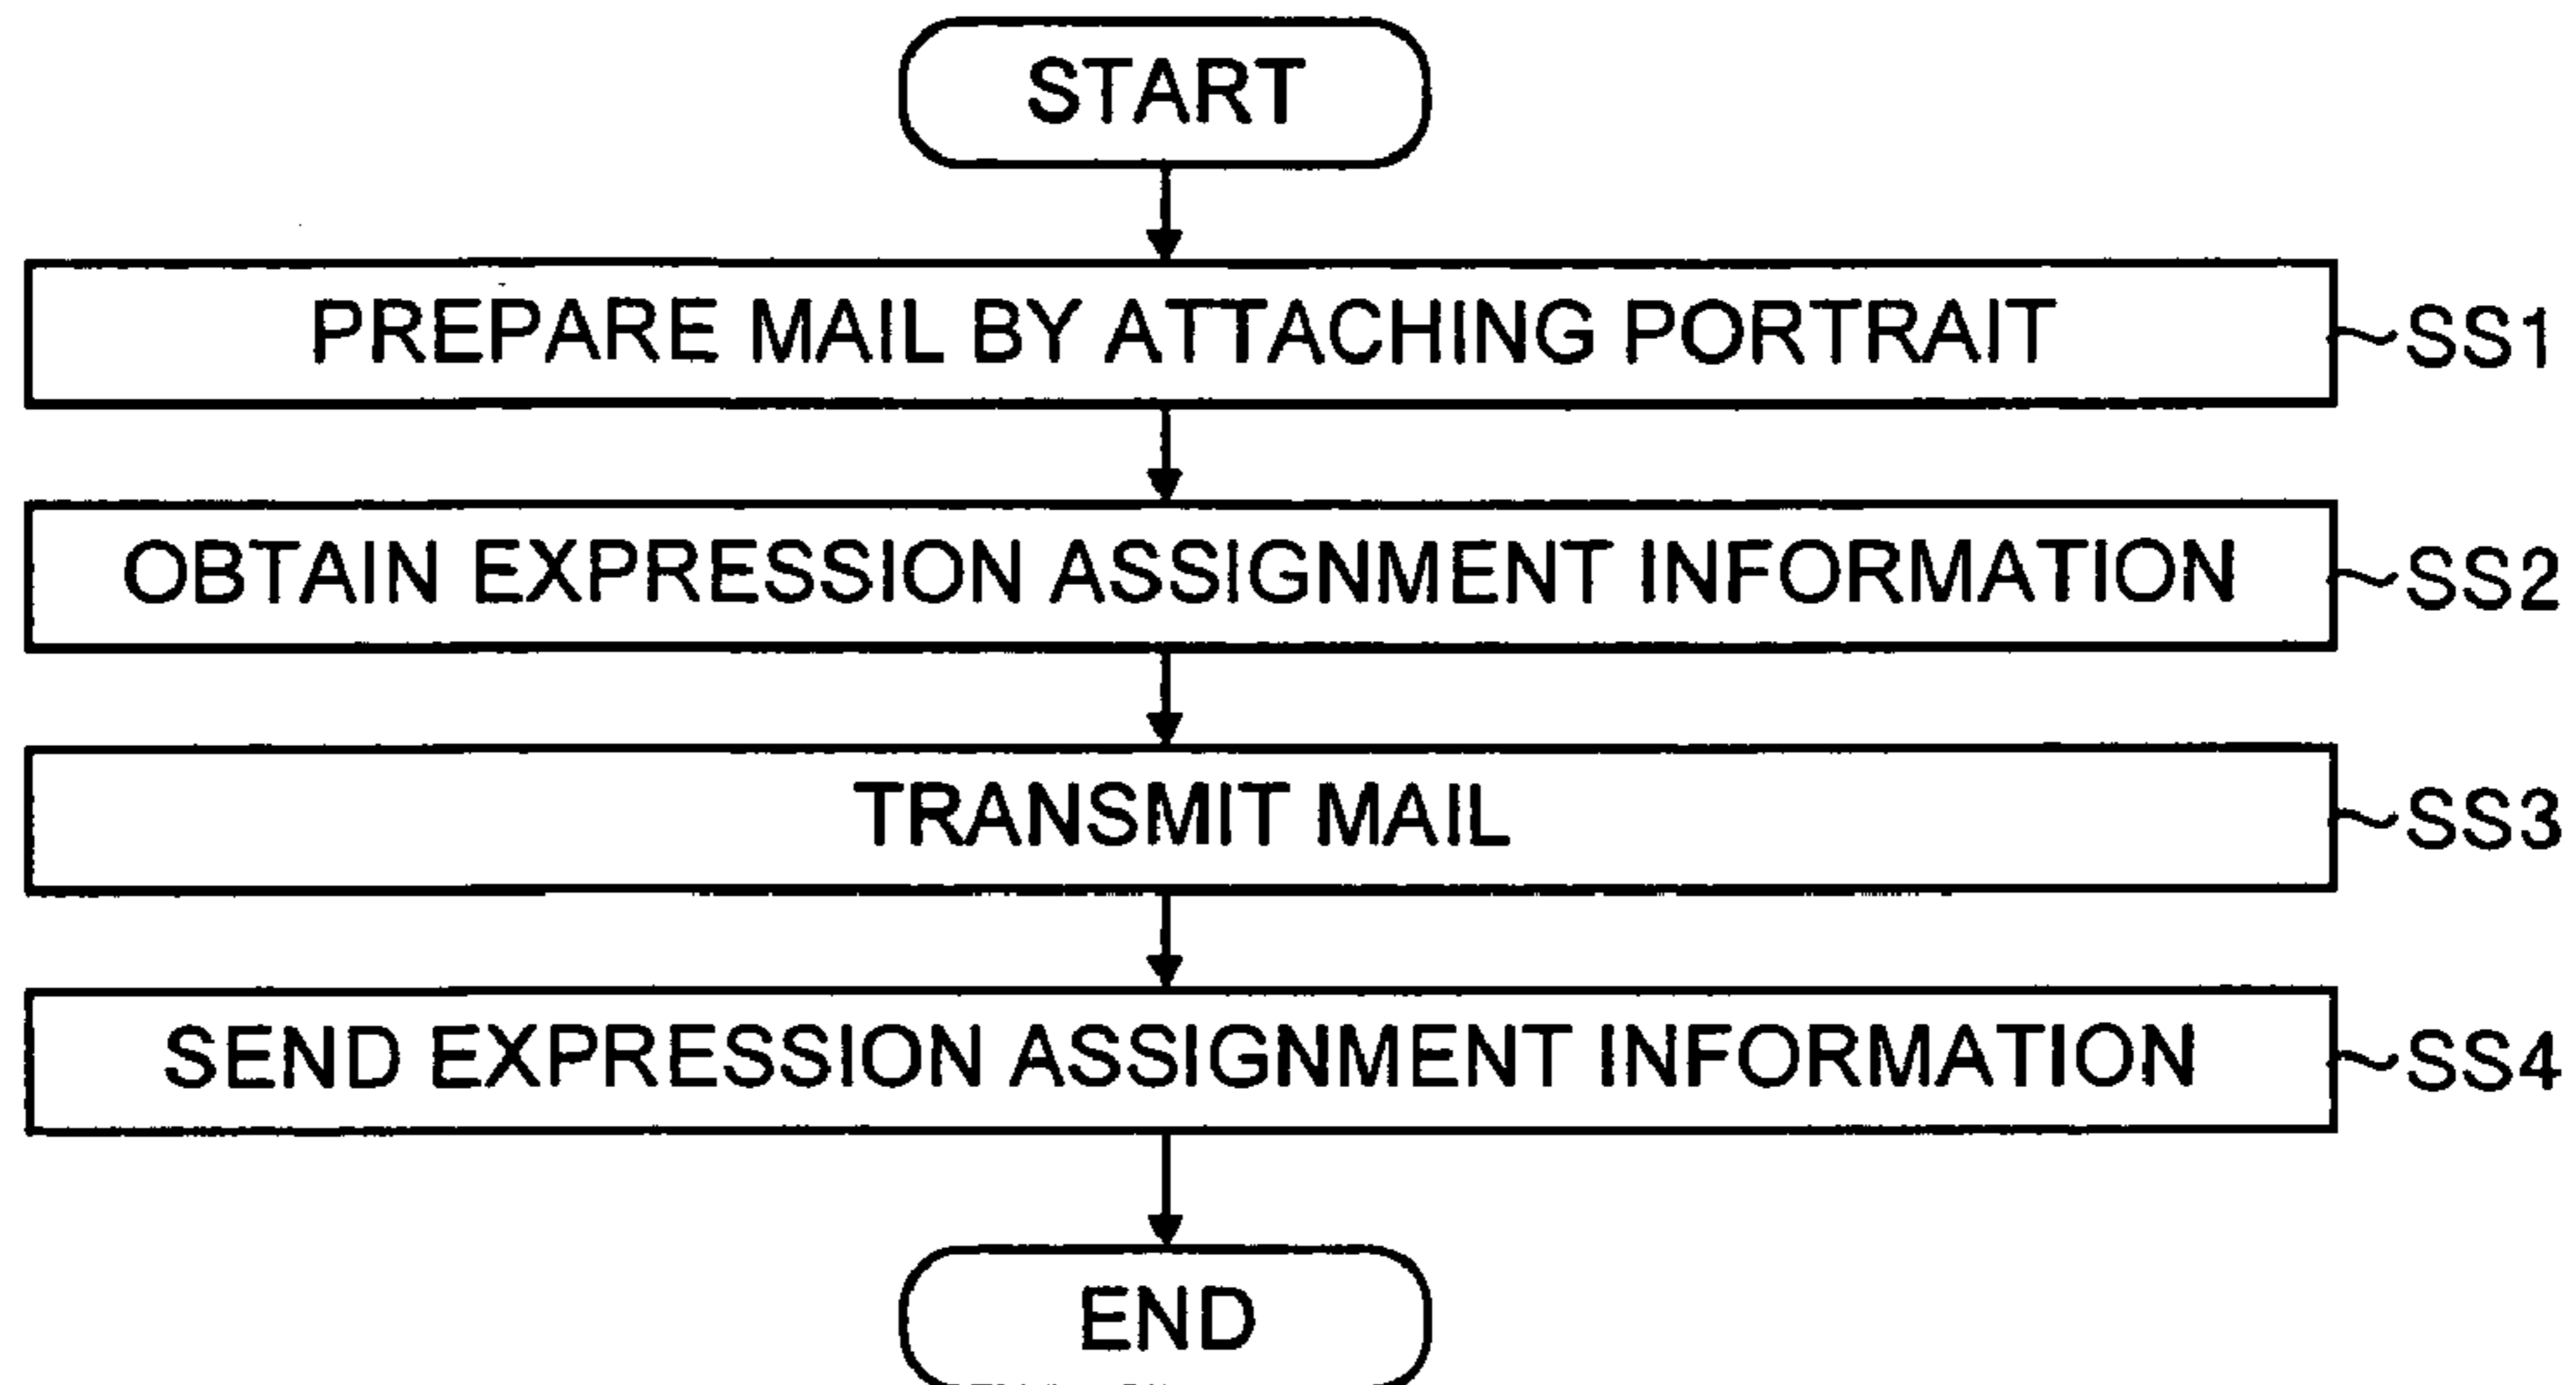 START
PREPARE MAIL BY ATTACHING PORTRAIT ~SS1
OBTAIN EXPRESSION ASSIGNMENT INFORMATION ~SS2
TRANSMIT MAIL ~SS3
SEND EXPRESSION ASSIGNMENT INFORMATION ~SS4
END